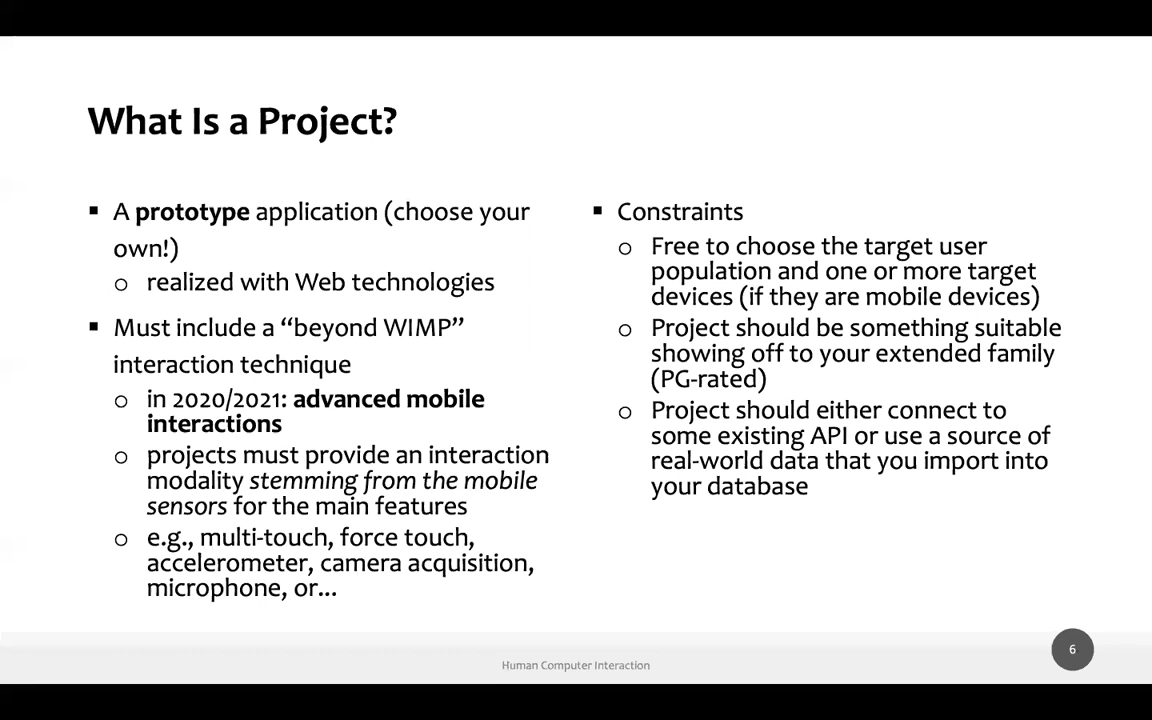 What Is a Project?
▪ A prototype application (choose your
own!)
o realized with Web technologies
▪ Must include a “beyond WIMP”
interaction technique
o in 2020/2021: advanced mobile
interactions
o projects must provide an interaction
modality stemming from the mobile
sensors for the main features
o e.g., multi-touch, force touch,
accelerometer, camera acquisition,
microphone, or...
▪ Constraints
o Free to choose the target user
population and one or more target
devices (if they are mobile devices)
o Project should be something suitable
showing off to your extended family
(PG-rated)
o Project should either connect to
some existing API or use a source of
real-world data that you import into
your database
Human Computer Interaction
6